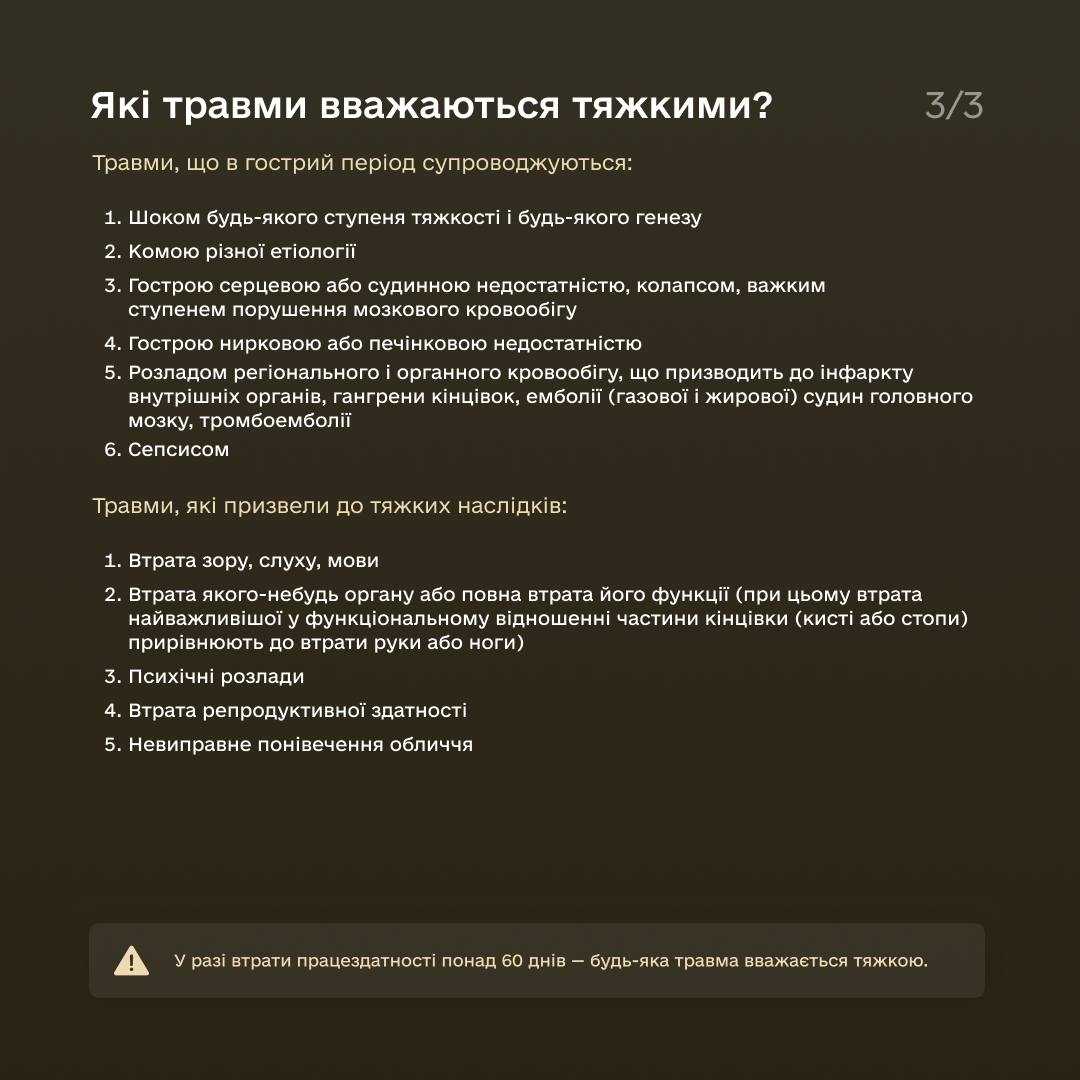 Які травми вважаються тяжкими?
3/3
Травми, що в гострий період супроводжуються:
1. Шоком будь-якого ступеня тяжкості і будь-якого генезу
2. Комою різної етіології
3. Гострою серцевою або судинною недостатністю, колапсом, важким
ступенем порушення мозкового кровообігу
4. Гострою нирковою або печінковою недостатністю
5. Розладом регіонального і органного кровообігу, що призводить до інфаркту
внутрішніх органів, гангрени кінцівок, емболії (газової і жирової) судин головного
мозку, тромбоемболії
6. Сепсисом
Травми, які призвели до тяжких наслідків:
1. Втрата зору, слуху, мови
2. Втрата якого-небудь органу або повна втрата його функції (при цьому втрата
найважливішої у функціональному відношенні частини кінцівки (кисті або стопи)
прирівнюють до втрати руки або ноги)
3. Психічні розлади
4. Втрата репродуктивної здатності
5. Невиправне понівечення обличчя
У разі втрати працездатності понад 60 днів — будь-яка травма вважається тяжкою.